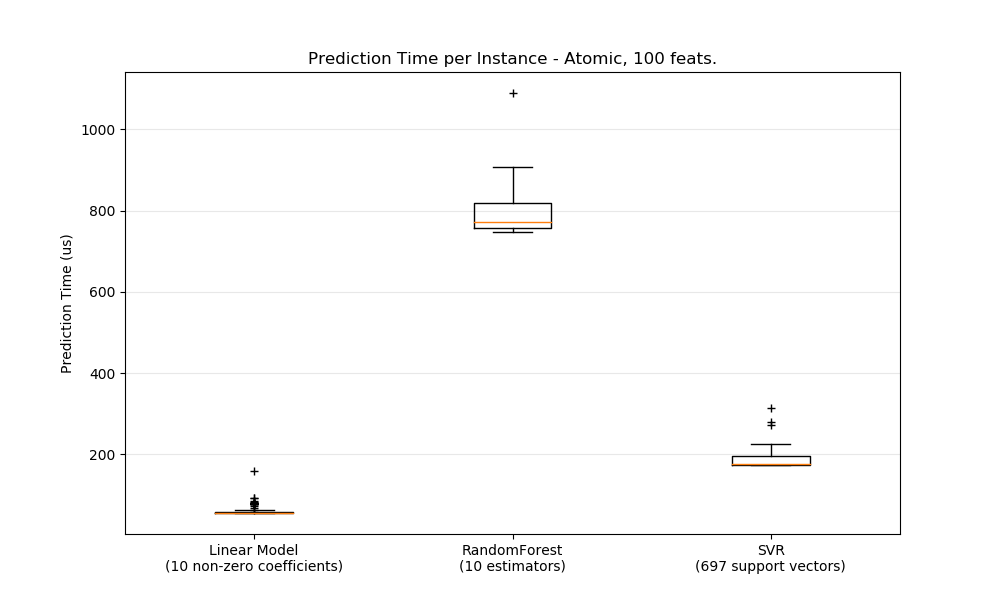 Prediction Time per Instance - Atomic, 100 feats.
Prediction Time (us)
1000
800
600
400
200
Linear Model
(10 non-zero coefficients)
RandomForest
(10 estimators)
SVR
(697 support vectors)